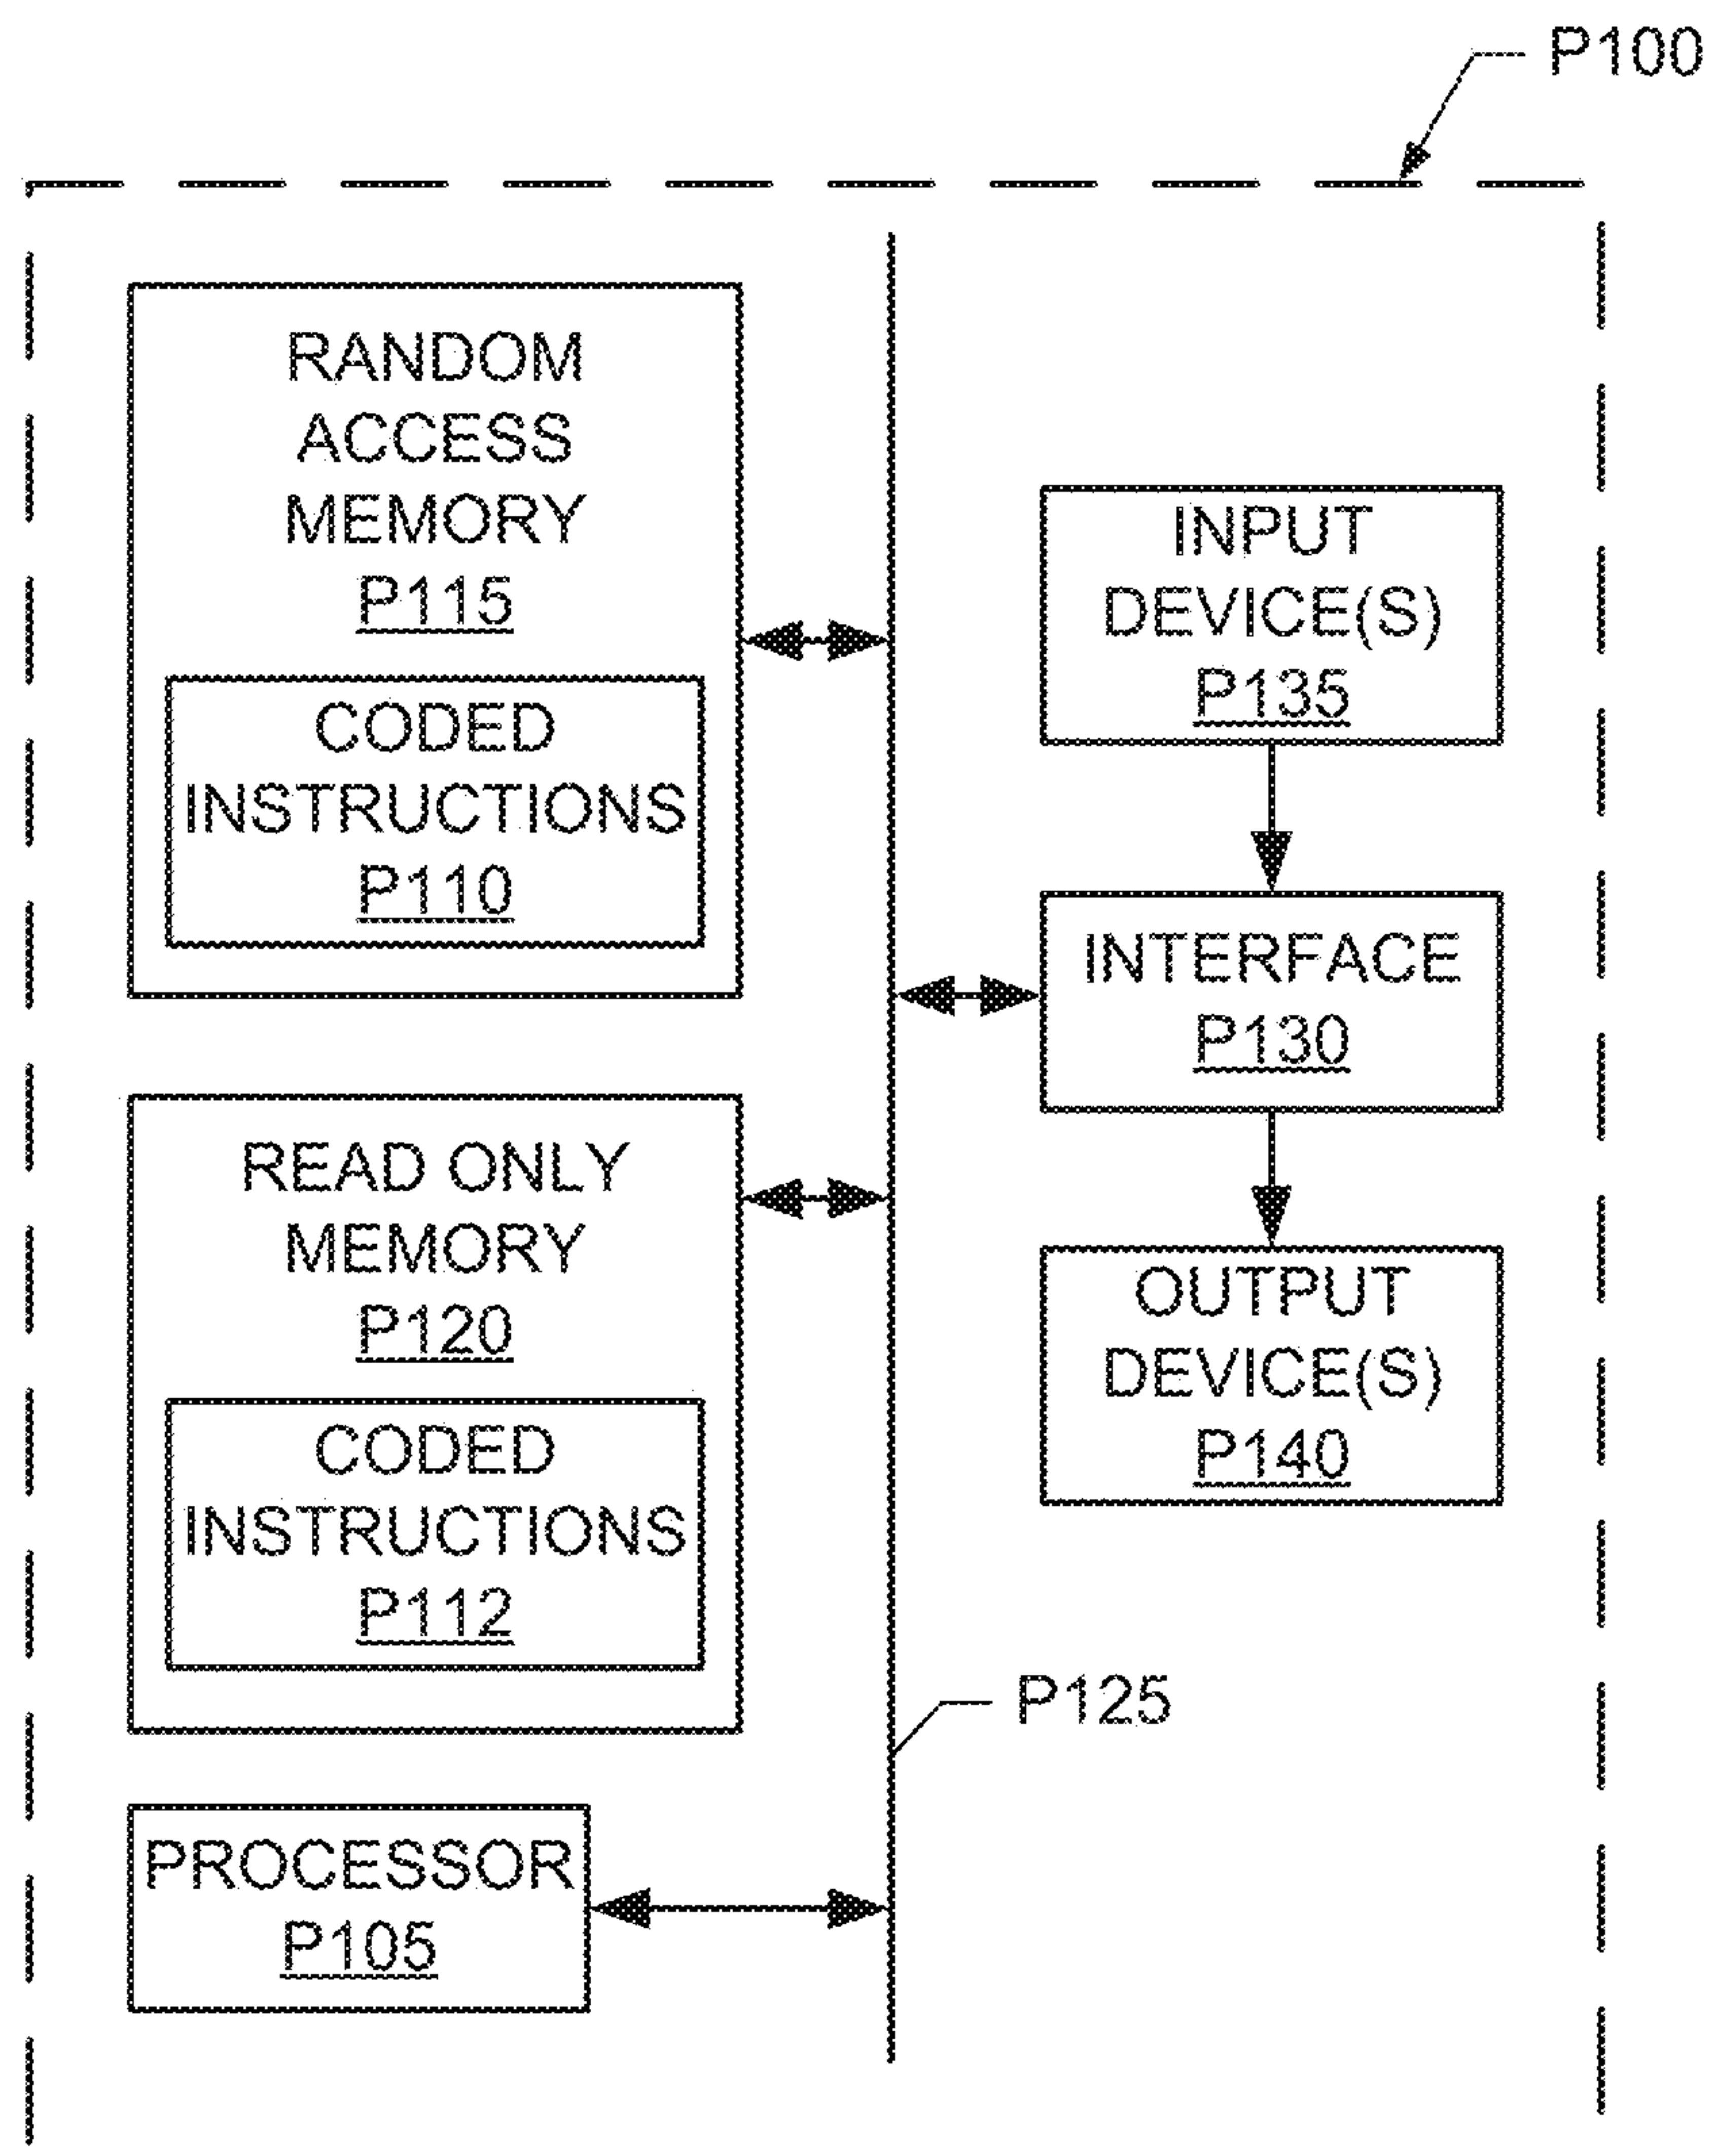 P100
RANDOM
ACCESS
MEMORY
P115
CODED
INSTRUCTIONS
P110
READ ONLY
MEMORY
P120
CODED
INSTRUCTIONS
P112
PROCESSOR
P105
INPUT
DEVICE(S)
P135
INTERFACE
P130
OUTPUT
DEVICE(S)
P140
P125